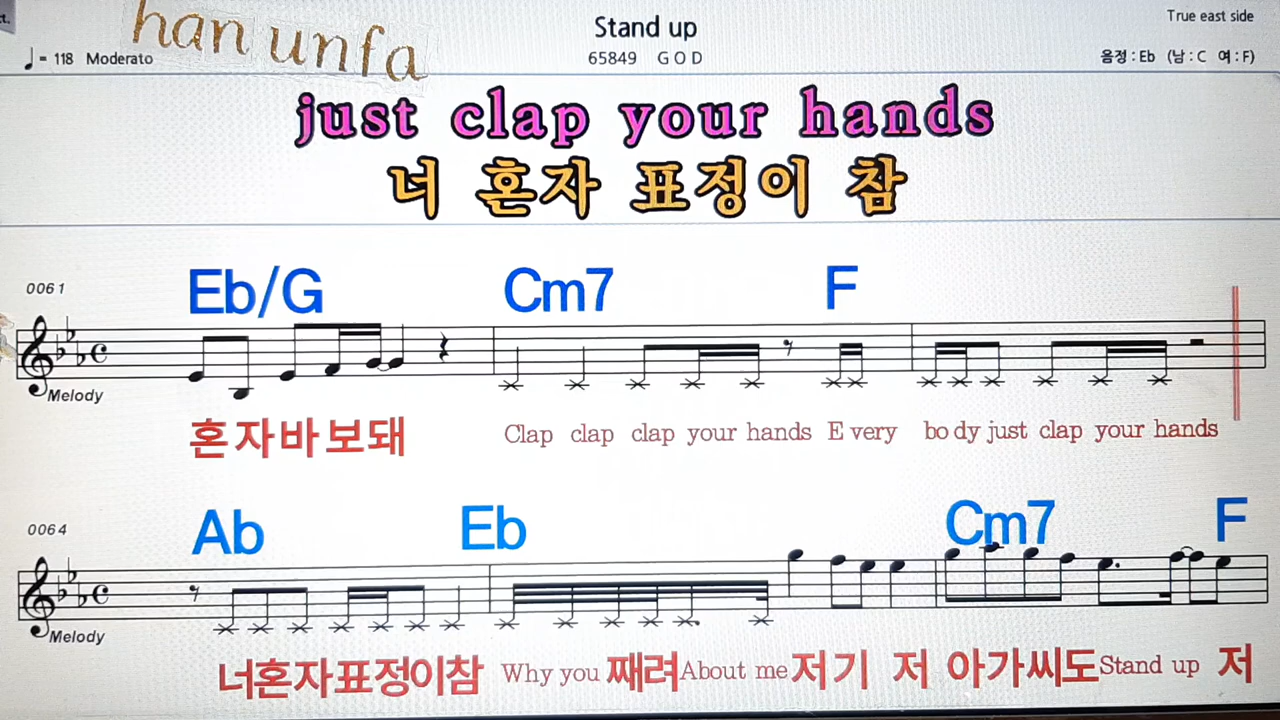 han unfa
Stand up
True east side
♩ = 118 Moderato
65849 G O D
음정 : Eb (남 : C 여 : F)
just clap your hands
너 혼자 표정이 참
0061
Eb/G Cm7 F
Melody
혼자바보돼 Clap clap clap your hands E very bo dy just clap your hands
0064
Ab Eb Cm7 F
Melody
너혼자표정이참 Why you 째려 About me 저기 저 아가씨도 Stand up 저